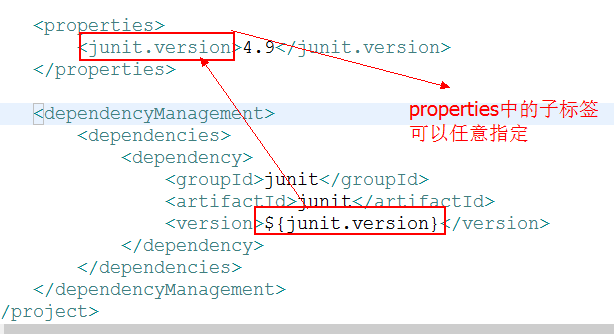 <properties>
<junit.version>4.9</junit.version>
</properties>
properties中的子标签
可以任意指定
<dependencyManagement>
<dependencies>
<dependency>
<groupId>junit</groupId>
<artifactId>junit</artifactId>
<version>${junit.version}</version>
</dependency>
</dependencies>
</dependencyManagement>
/project>